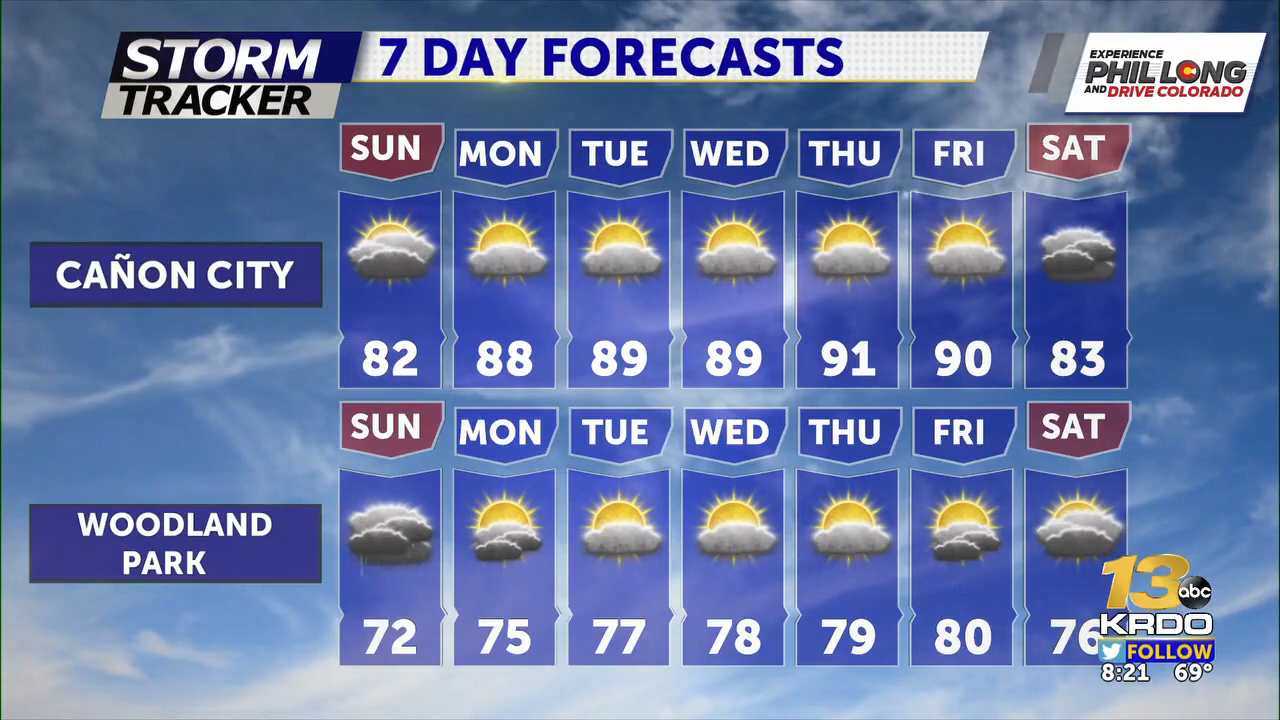 STORM
TRACKER
7 DAY FORECASTS
EXPERIENCE
PHIL LONG
AND DRIVE COLORADO
SUN MON TUE WED THU FRI SAT
CAÑON CITY
82 88 89 89 91 90 83
SUN MON TUE WED THU FRI SAT
WOODLAND
PARK
72 75 77 78 79 80 76
13 abc
KRDO
FOLLOW
8:21 69°